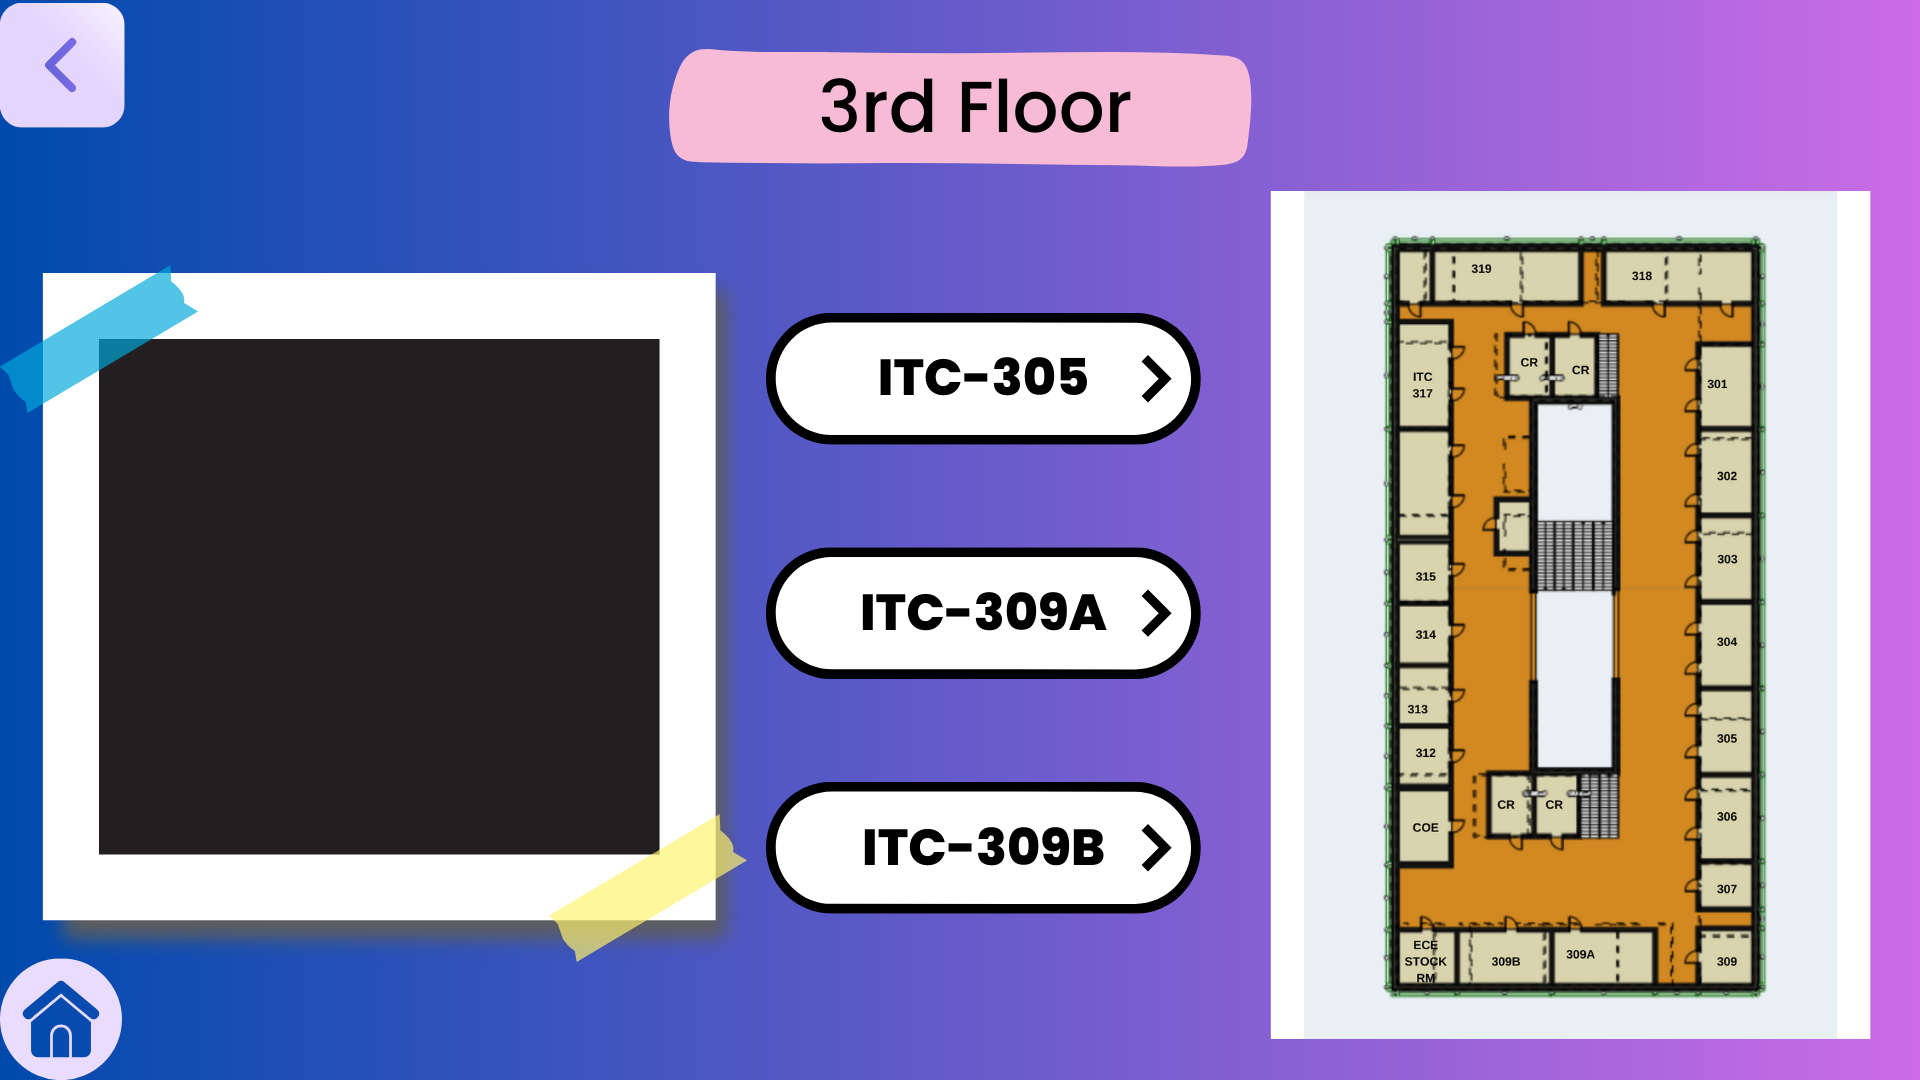 3rd Floor
ITC-305
ITC-309A
ITC-309B
319
318
CR
CR
ITC
317
301
302
303
315
304
314
313
305
312
CR
CR
306
COE
307
ECE
STOCK
RM
309B
309A
309